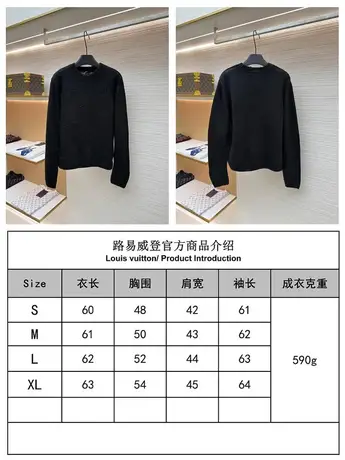 路易威登官方商品介绍
Louis vuitton/ Product Introduction
Size 衣长 胸围 肩宽 袖长 成衣克重
S 60 48 42 61
M 61 50 43 62
L 62 52 44 63
XL 63 54 45 64
590g